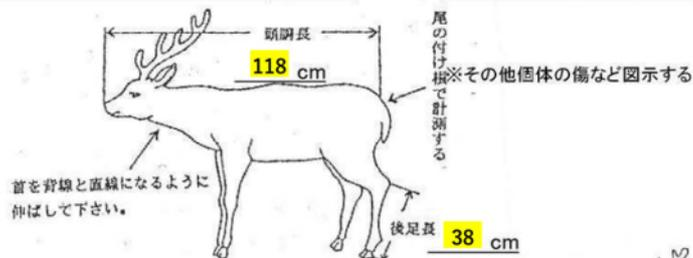 頭胴長
118 cm
尾の付け根で計測する
※その他個体の傷など図示する
首を背線と直線になるように
伸ばして下さい。
後足長 38 cm